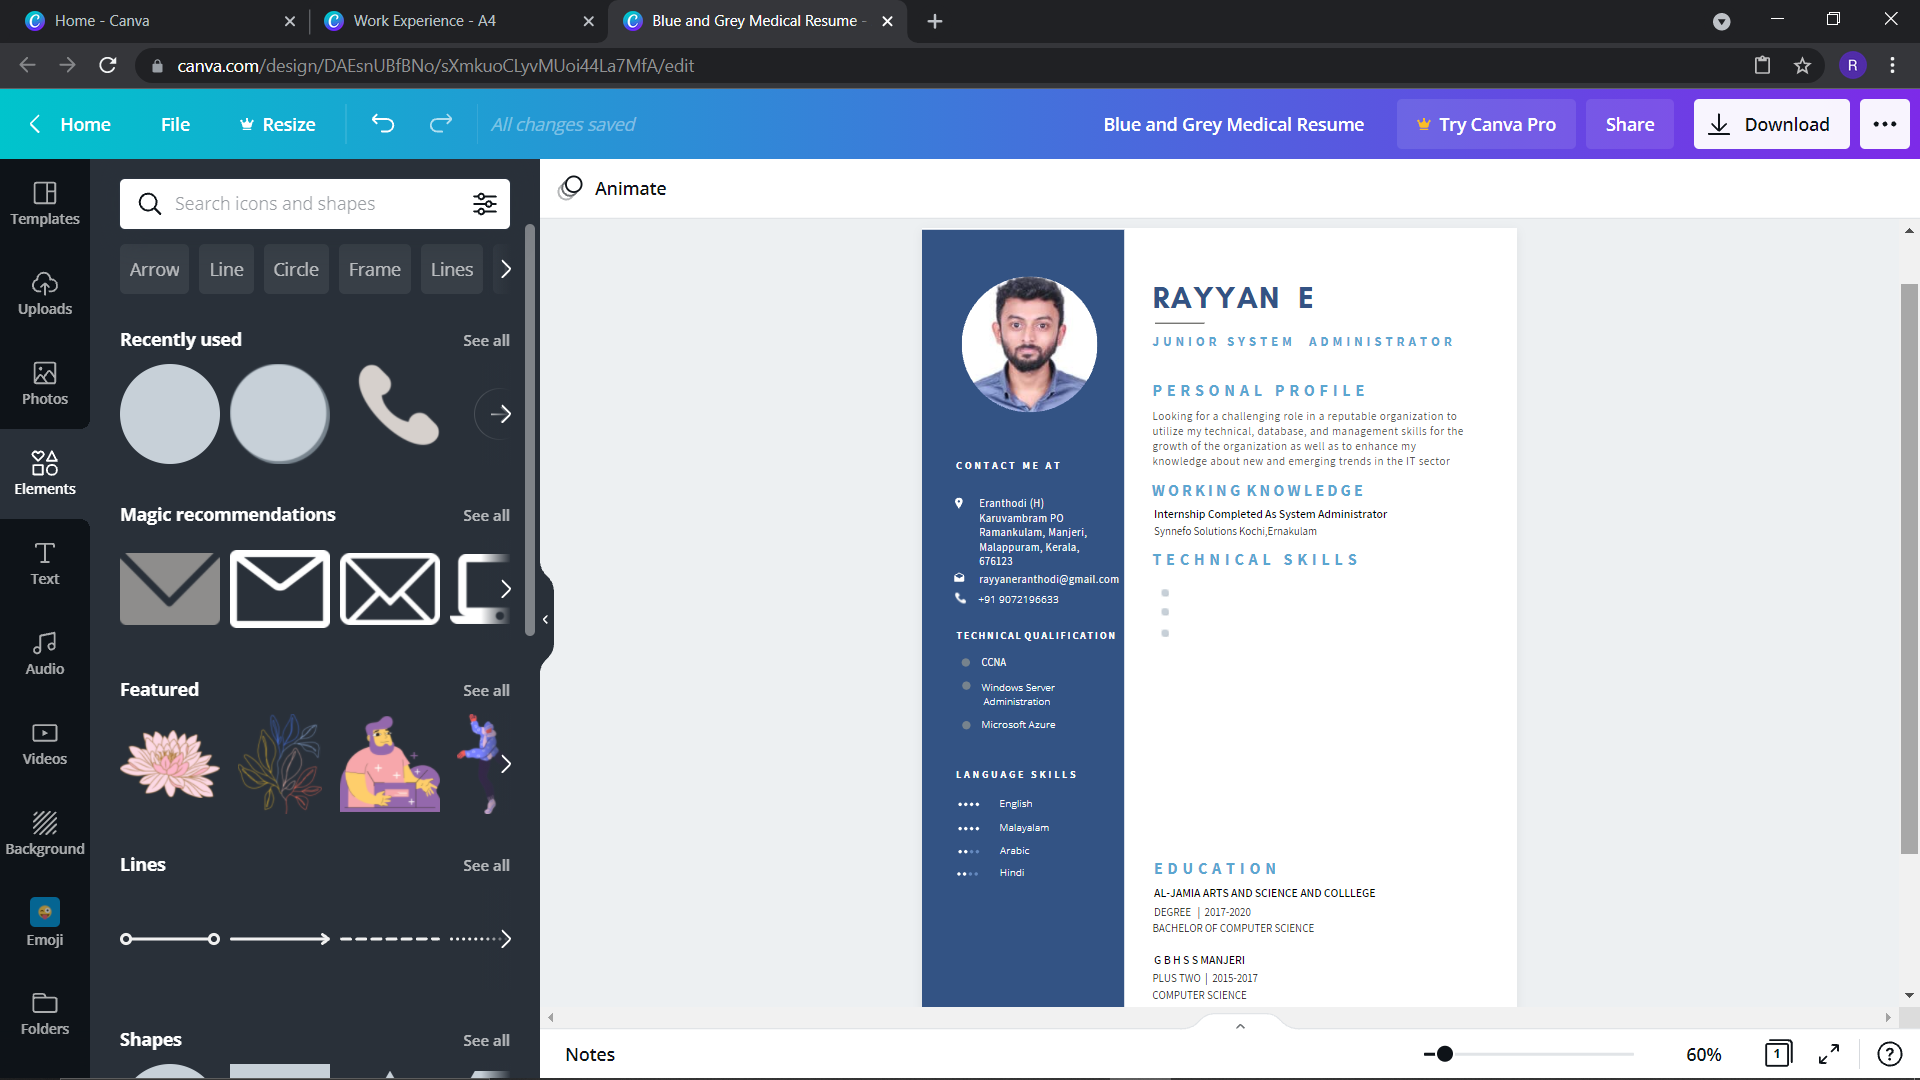 Home - Canva
Work Experience - A4
Blue and Grey Medical Resume -
canva.com/design/DAEsnUBfBNo/sXmkuoCLyvMUoi44La7MfA/edit
R
Home
File
Resize
All changes saved
Blue and Grey Medical Resume
Try Canva Pro
Share
Download
Templates
Uploads
Photos
Elements
Text
Audio
Videos
Background
Emoji
Folders
Search icons and shapes
Arrow
Line
Circle
Frame
Lines
Recently used
See all
Magic recommendations
See all
Featured
See all
Lines
See all
Shapes
See all
Animate
CONTACT ME AT
Eranthodi (H)
Karuvambram PO
Ramankulam, Manjeri,
Malappuram, Kerala,
676123
rayyaneranthodi@gmail.com
+91 9072196633
TECHNICAL QUALIFICATION
CCNA
Windows Server
Administration
Microsoft Azure
LANGUAGE SKILLS
English
Malayalam
Arabic
Hindi
RAYYAN E
JUNIOR SYSTEM ADMINISTRATOR
PERSONAL PROFILE
Looking for a challenging role in a reputable organization to
utilize my technical, database, and management skills for the
growth of the organization as well as to enhance my
knowledge about new and emerging trends in the IT sector
WORKING KNOWLEDGE
Internship Completed As System Administrator
Synnefo Solutions Kochi,Ernakulam
TECHNICAL SKILLS
EDUCATION
AL-JAMIA ARTS AND SCIENCE AND COLLLEGE
DEGREE | 2017-2020
BACHELOR OF COMPUTER SCIENCE
G B H S S MANJERI
PLUS TWO | 2015-2017
COMPUTER SCIENCE
Notes
60%
1
?